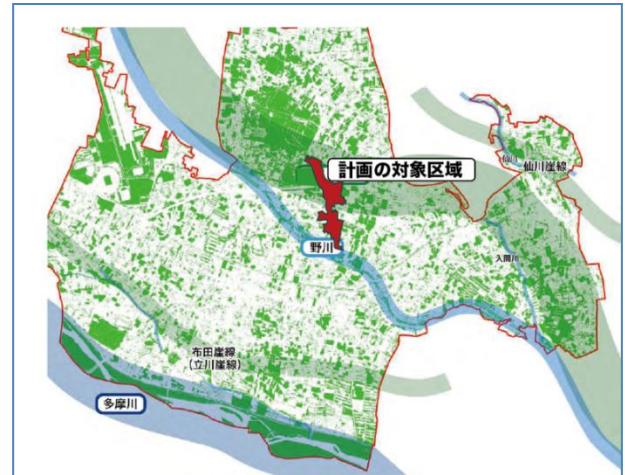 仙川
仙川崖線
計画の対象区域
野川
入間川
布田崖線
(立川崖線)
多摩川